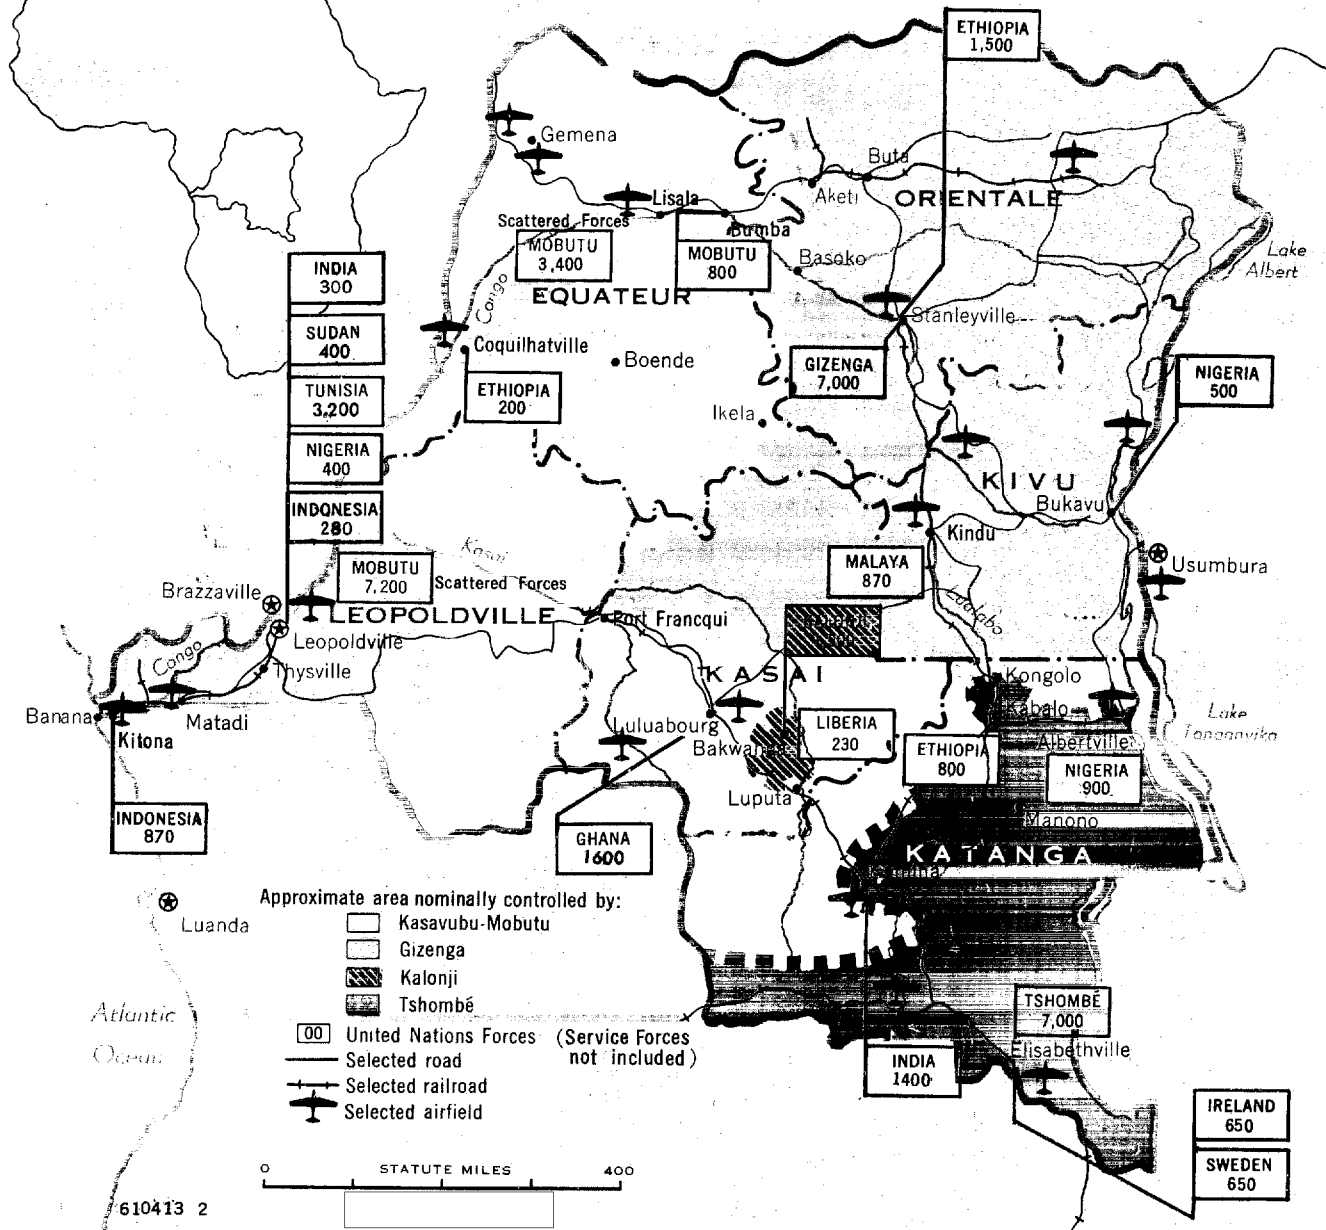 ETHIOPIA
1,500
Gemena
Buta
Aketi
ORIENTALE
Lisala
Scattered Forces
Bumba
MOBUTU
3,400
MOBUTU
800
Basoko
Lake
Albert
INDIA
300
Congo
EQUATEUR
Stanleyville
SUDAN
400
Coquilhatville
Boende
GIZENGA
7,000
NIGERIA
500
TUNISIA
3,200
ETHIOPIA
200
Ikela
NIGERIA
400
KIVU
INDONESIA
280
Bukavu
Kindu
Kasai
MOBUTU
7,200
Scattered Forces
MALAYA
870
Usumbura
Brazzaville
LEOPOLDVILLE
Port Francqui
Lualaba
Leopoldville
Congo
Thysville
KASAI
Kongolo
Kabalo
Banana
Matadi
Kitona
Luluabourg
Bakwanga
LIBERIA
230
Lake
Tanganyika
Albertville
ETHIOPIA
800
NIGERIA
900
Luputa
INDONESIA
870
Manono
GHANA
1600
KATANGA
Approximate area nominally controlled by:
Kasavubu-Mobutu
Gizenga
Kalonji
Tshombé
00 United Nations Forces (Service Forces
not included)
Selected road
Selected railroad
Selected airfield
Luanda
Atlantic
Ocean
TSHOMBÉ
7,000
Elisabethville
INDIA
1400
IRELAND
650
SWEDEN
650
0 STATUTE MILES 400
610413 2